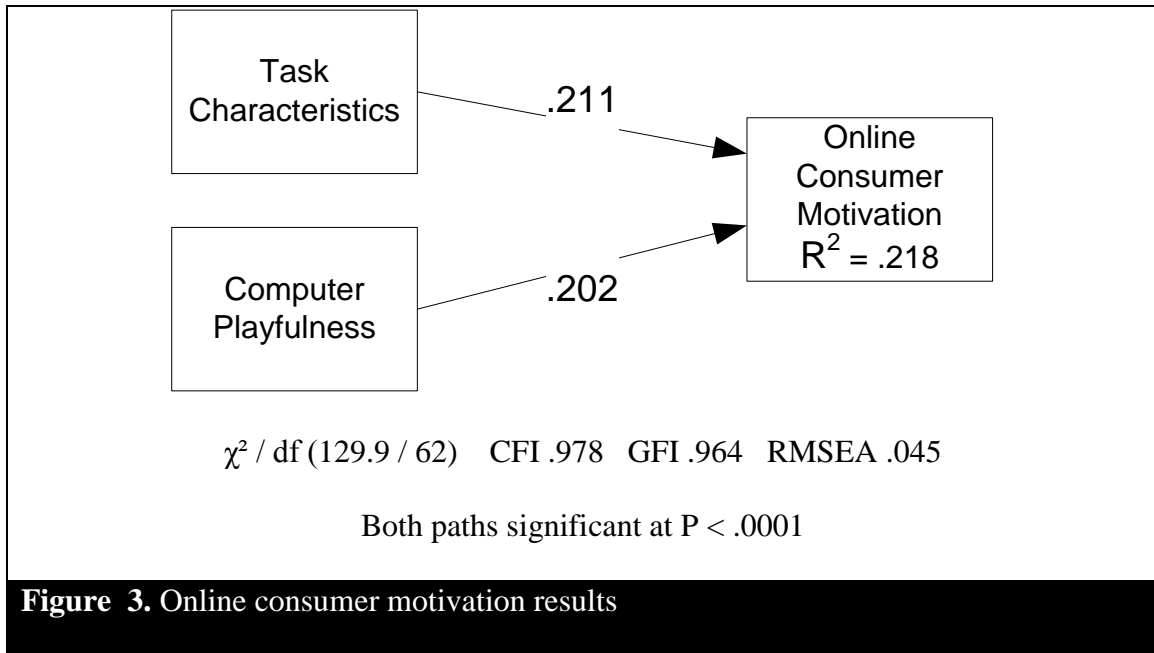 Task
Characteristics
.211
Online
Consumer
Motivation
R² = .218
Computer
Playfulness
.202
χ² / df (129.9 / 62) CFI .978 GFI .964 RMSEA .045
Both paths significant at P < .0001
Figure 3. Online consumer motivation results